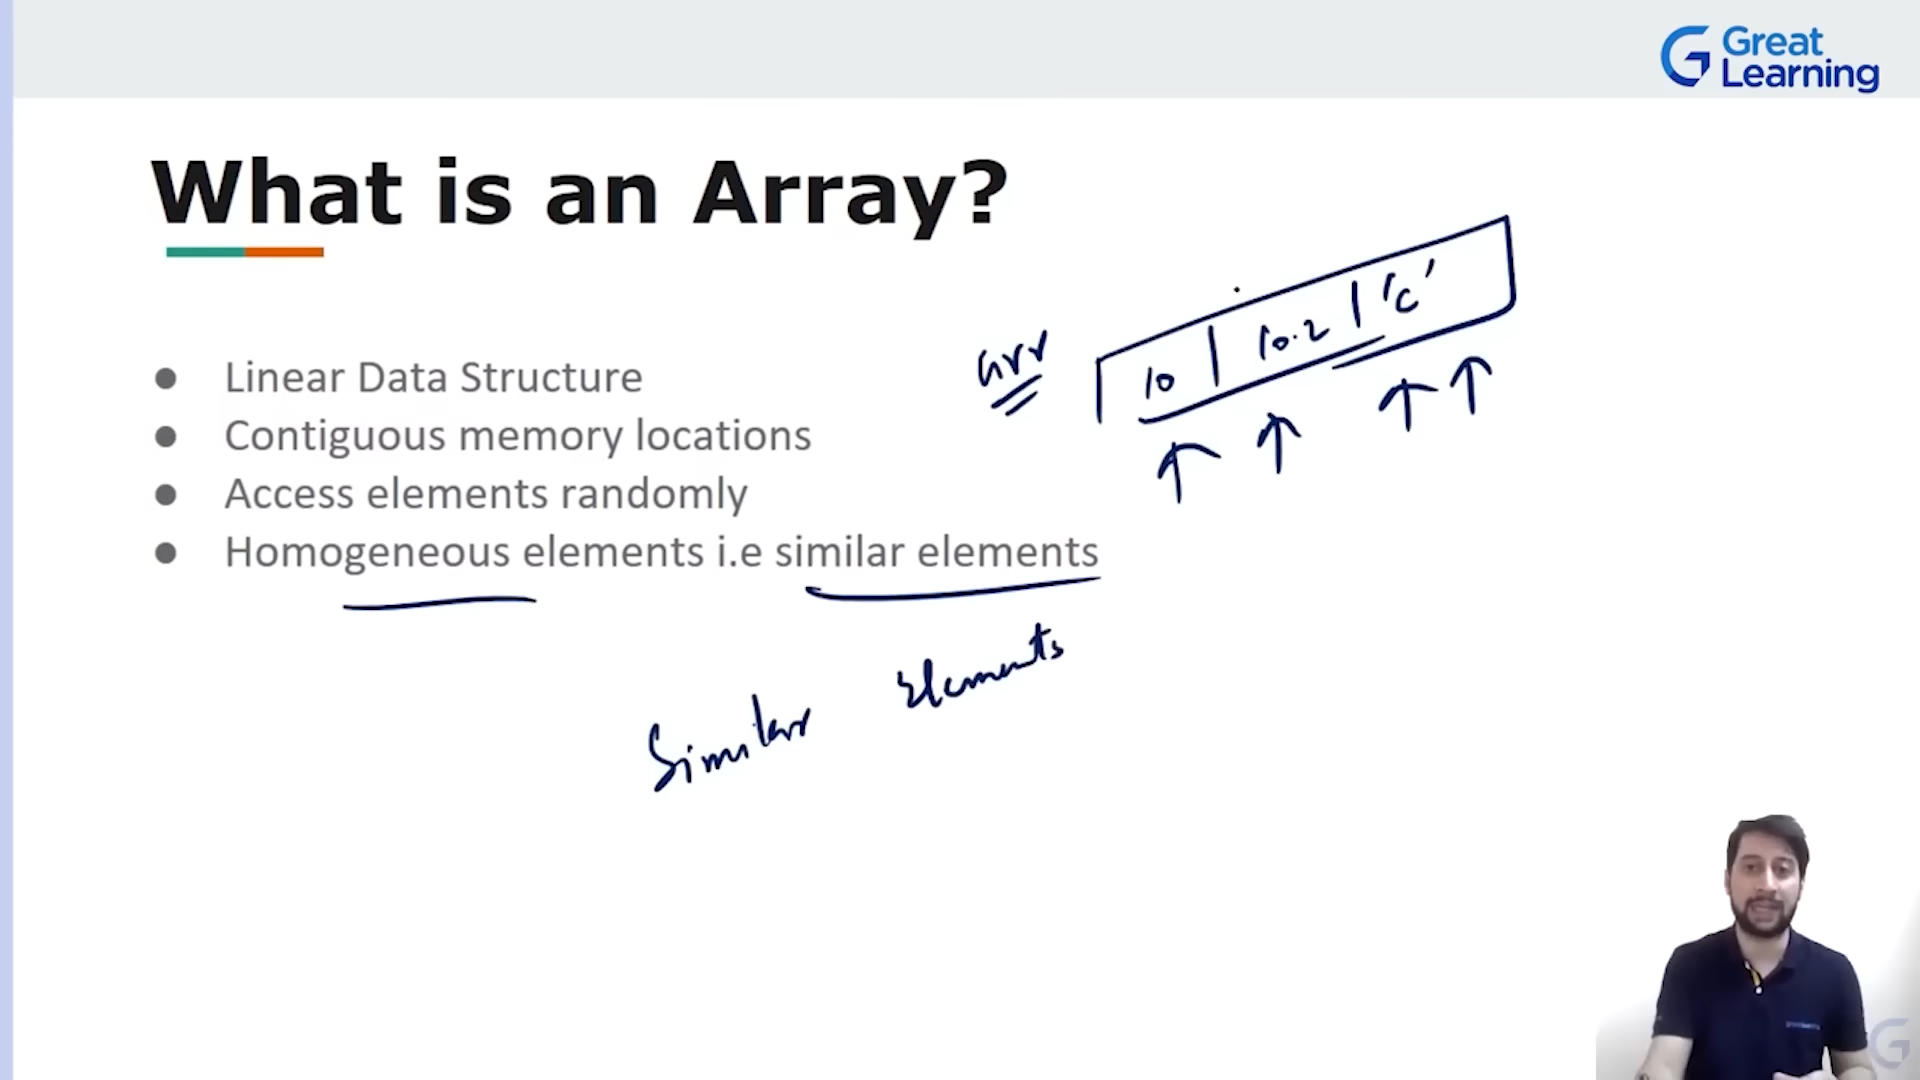 Great
Learning
What is an Array?
arr
10 | 10.2 | 'c'
● Linear Data Structure
● Contiguous memory locations
● Access elements randomly
● Homogeneous elements i.e similar elements
Similar Elements